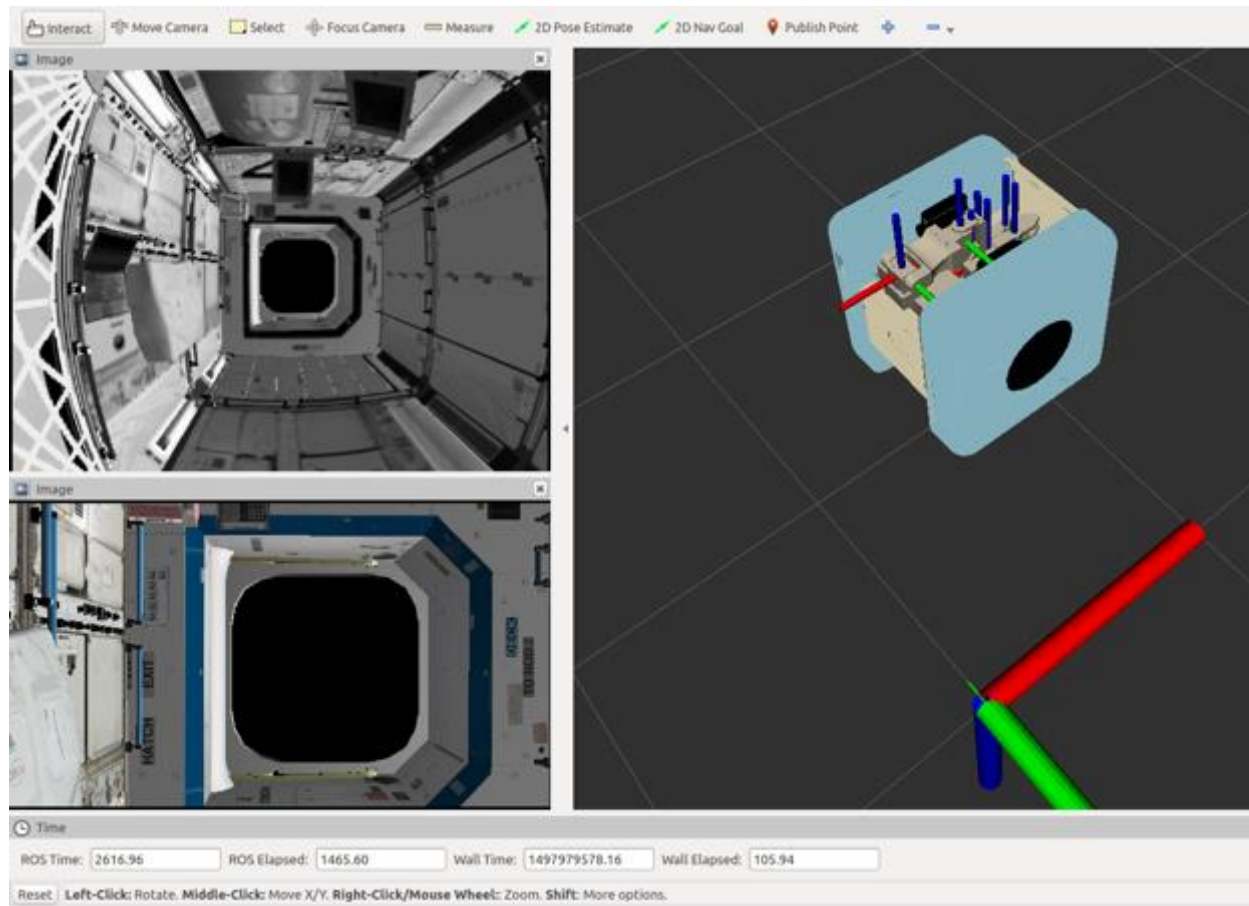 Interact Move Camera Select Focus Camera Measure 2D Pose Estimate 2D Nav Goal Publish Point
Image
Image
EXIT
HATCH
Time
ROS Time: 2616.96 ROS Elapsed: 1465.60 Wall Time: 1497979578.16 Wall Elapsed: 105.94
Reset Left-Click: Rotate. Middle-Click: Move X/Y. Right-Click/Mouse Wheel: Zoom. Shift: More options.